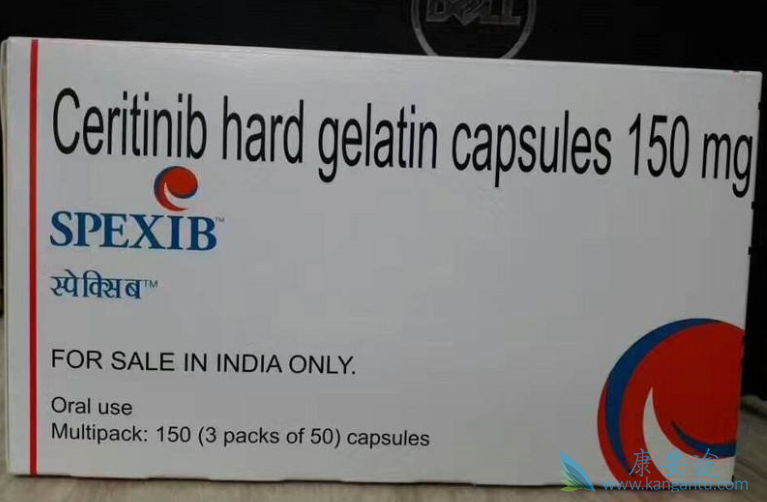 DELL
Ceritinib hard gelatin capsules 150 mg
SPEXIB™
स्पेक्सिब™
FOR SALE IN INDIA ONLY.
Oral use
Multipack: 150 (3 packs of 50) capsules
康安途
www.kangantu.com